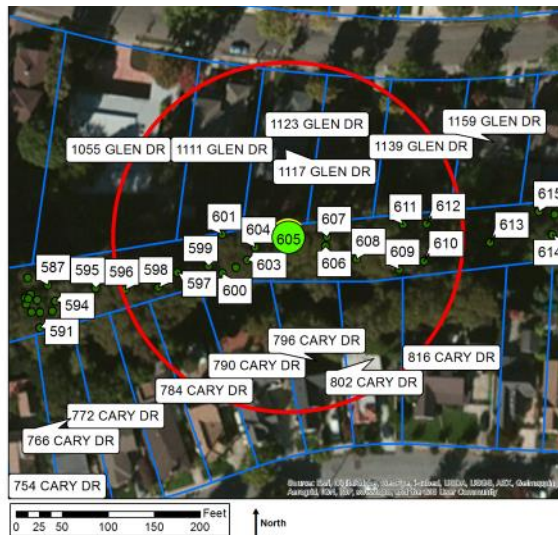 1159 GLEN DR
1123 GLEN DR
1055 GLEN DR
1111 GLEN DR
1139 GLEN DR
1117 GLEN DR
615
601
604
605
607
611
612
613
614
587
595
596
598
599
603
606
608
609
610
594
597
600
591
796 CARY DR
790 CARY DR
816 CARY DR
784 CARY DR
802 CARY DR
772 CARY DR
766 CARY DR
754 CARY DR
Feet
0 25 50 100 150 200
North